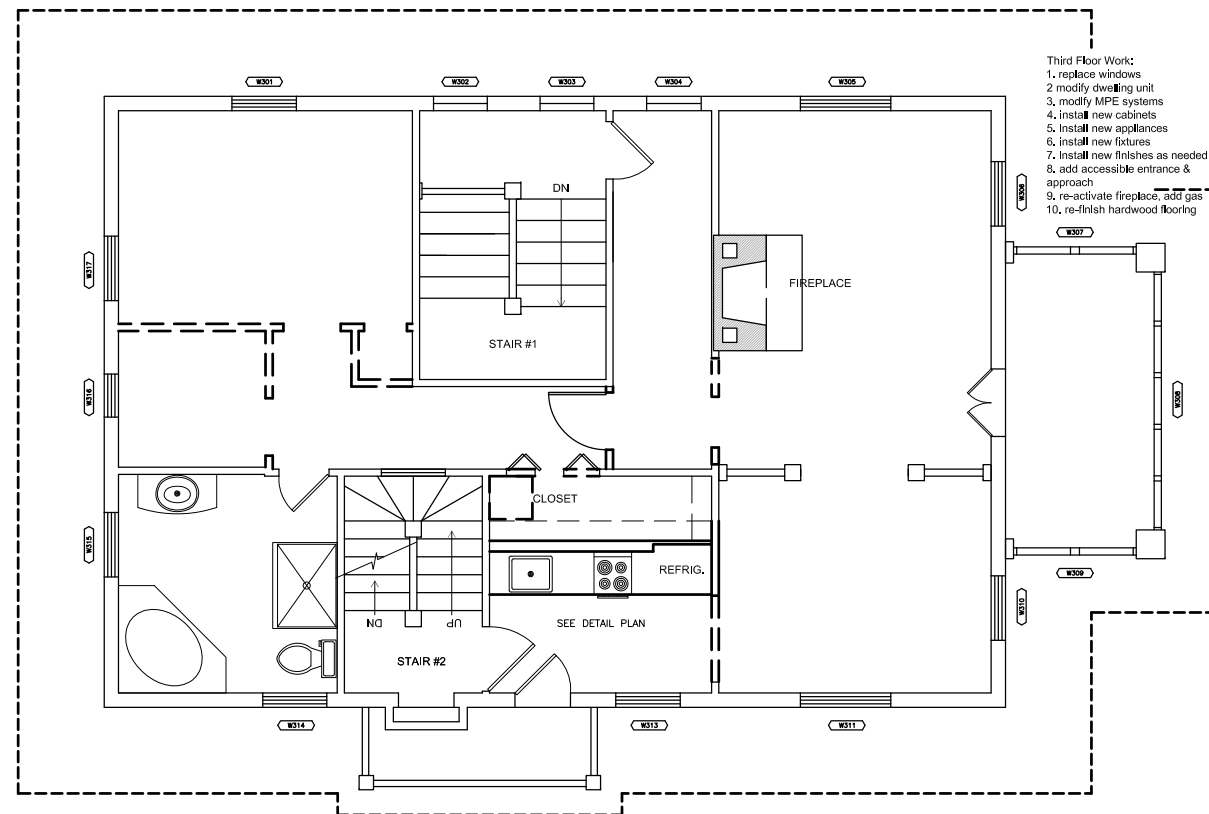 W301
W302
W303
W304
W305
Third Floor Work:
1. replace windows
2 modify dwelling unit
3. modify MPE systems
4. install new cabinets
5. Install new appliances
6. install new fixtures
7. Install new finishes as needed
8. add accessible entrance &
approach
9. re-activate fireplace, add gas
10. re-finish hardwood flooring
W306
W307
DN
W317
FIREPLACE
STAIR #1
W316
W308
CLOSET
W315
REFRIG.
W309
W310
DN
UP
SEE DETAIL PLAN
STAIR #2
W314
W313
W311